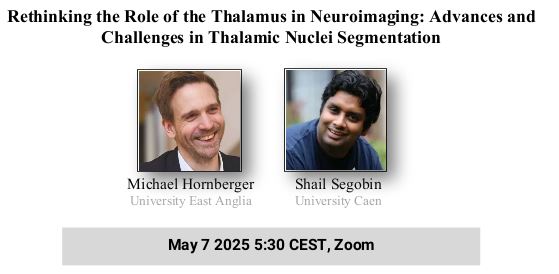 Rethinking the Role of the Thalamus in Neuroimaging: Advances and
Challenges in Thalamic Nuclei Segmentation
Michael Hornberger
University East Anglia
Shail Segobin
University Caen
May 7 2025 5:30 CEST, Zoom